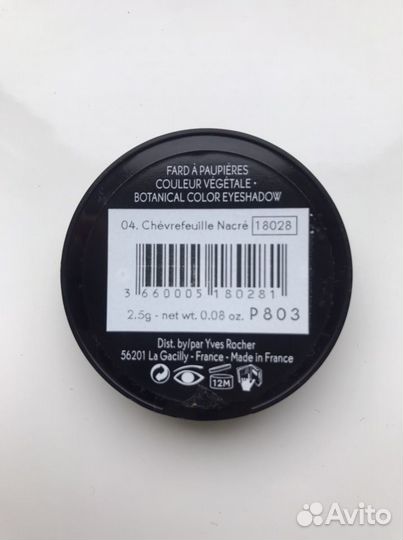 FARD À PAUPIÈRES
COULEUR VÉGÉTALE •
BOTANICAL COLOR EYESHADOW
04. Chévrefeuille Nacré 18028
3 660005 180281
2.5g - net wt. 0.08 oz. P803
Dist. by/par Yves Rocher
56201 La Gacilly - France - Made in France
12M
Avito